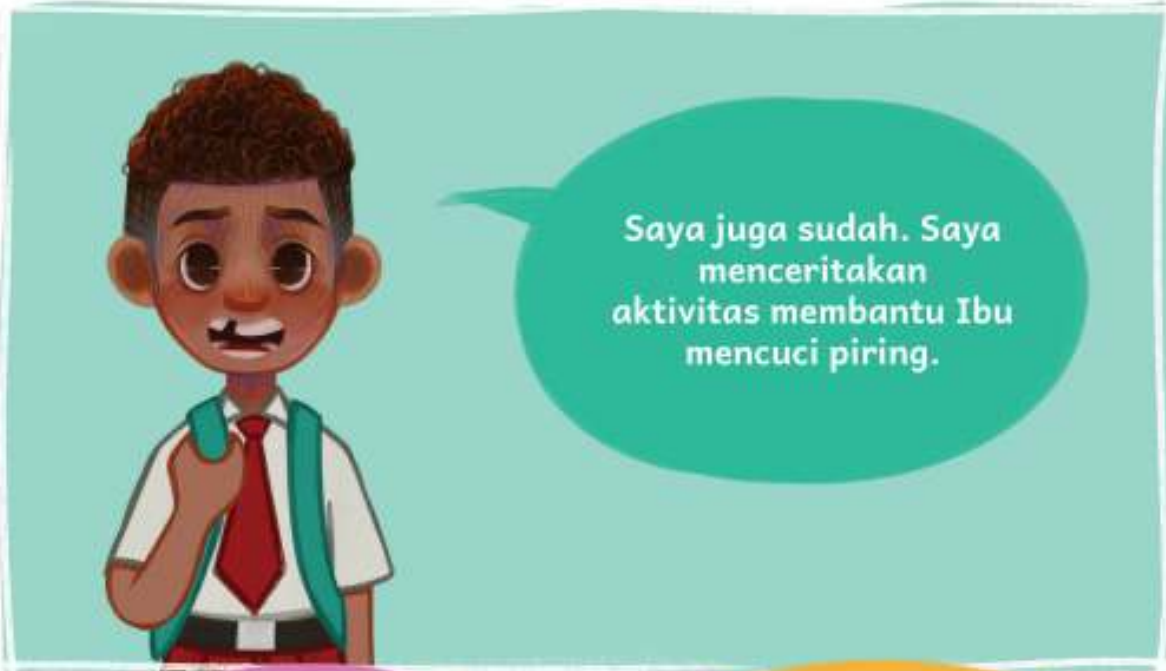 Saya juga sudah. Saya
menceritakan
aktivitas membantu Ibu
mencuci piring.